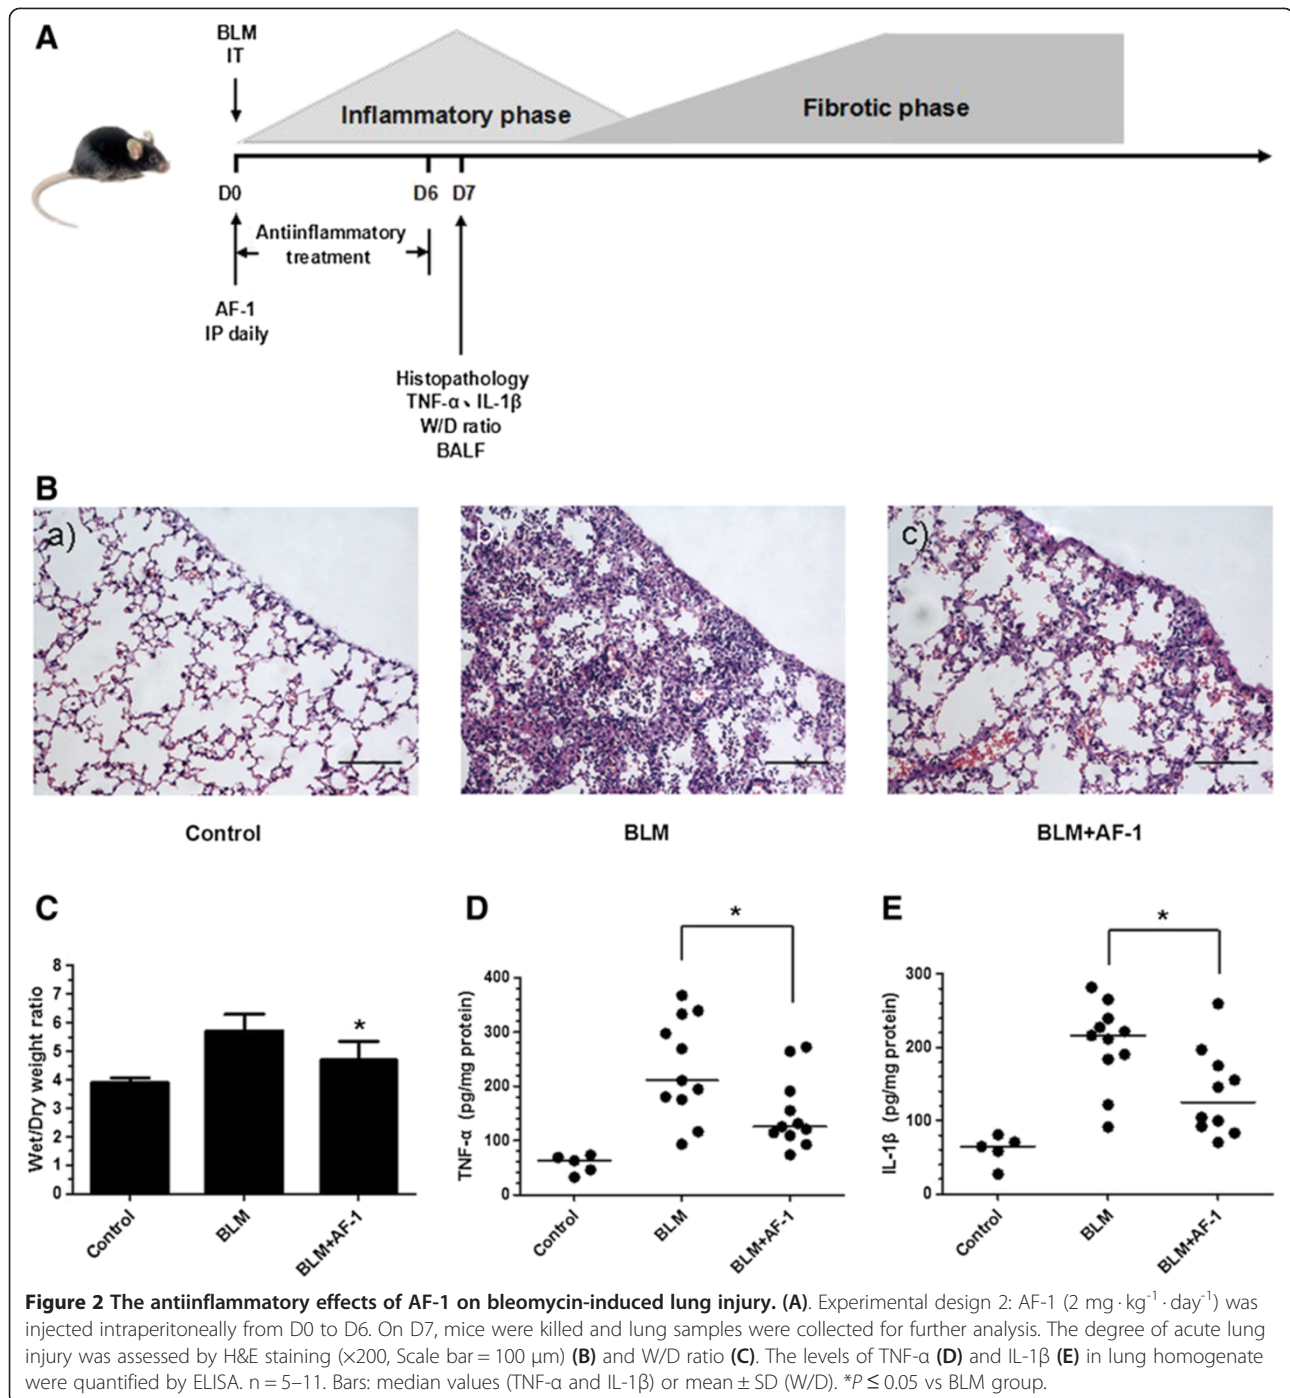 A
BLM
IT
Inflammatory phase
Fibrotic phase
D0
D6
D7
Antiinflammatory
treatment
AF-1
IP daily
Histopathology
TNF-α、IL-1β
W/D ratio
BALF
B
a)
b)
c)
Control
BLM
BLM+AF-1
C
Wet/Dry weight ratio
8
7
6
5
4
3
2
1
0
*
Control
BLM
BLM+AF-1
D
*
TNF-α (pg/mg protein)
400
300
200
100
0
Control
BLM
BLM+AF-1
E
*
IL-1β (pg/mg protein)
300
200
100
0
Control
BLM
BLM+AF-1
Figure 2 The antiinflammatory effects of AF-1 on bleomycin-induced lung injury. (A). Experimental design 2: AF-1 (2 mg · kg⁻¹ · day⁻¹) was
injected intraperitoneally from D0 to D6. On D7, mice were killed and lung samples were collected for further analysis. The degree of acute lung
injury was assessed by H&E staining (×200, Scale bar = 100 μm) (B) and W/D ratio (C). The levels of TNF-α (D) and IL-1β (E) in lung homogenate
were quantified by ELISA. n = 5–11. Bars: median values (TNF-α and IL-1β) or mean ± SD (W/D). *P ≤ 0.05 vs BLM group.